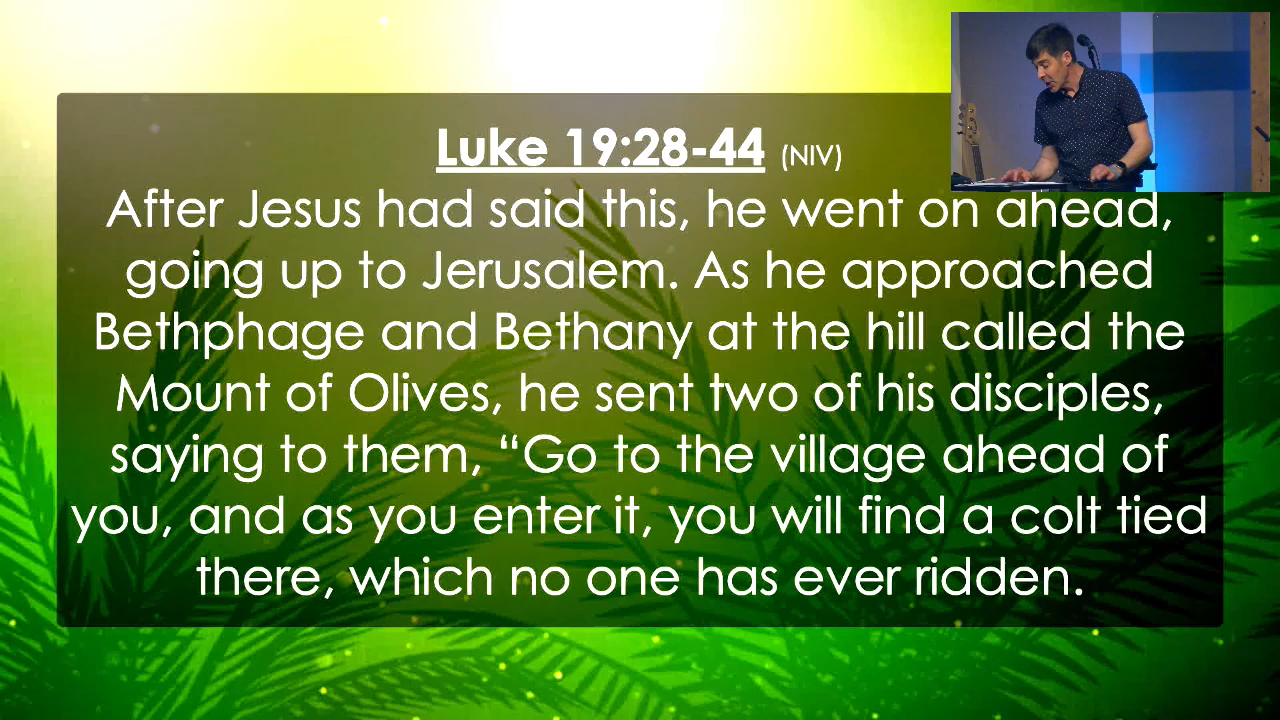 Luke 19:28-44 (NIV)
After Jesus had said this, he went on ahead,
going up to Jerusalem. As he approached
Bethphage and Bethany at the hill called the
Mount of Olives, he sent two of his disciples,
saying to them, “Go to the village ahead of
you, and as you enter it, you will find a colt tied
there, which no one has ever ridden.